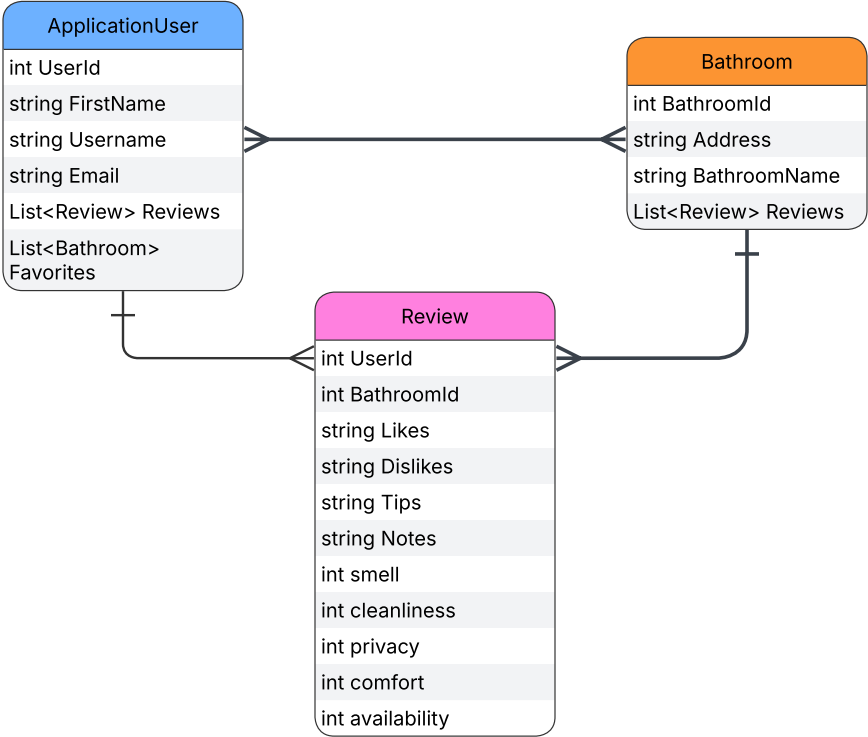 ApplicationUser
int UserId
string FirstName
string Username
string Email
List<Review> Reviews
List<Bathroom>
Favorites
Bathroom
int BathroomId
string Address
string BathroomName
List<Review> Reviews
Review
int UserId
int BathroomId
string Likes
string Dislikes
string Tips
string Notes
int smell
int cleanliness
int privacy
int comfort
int availability